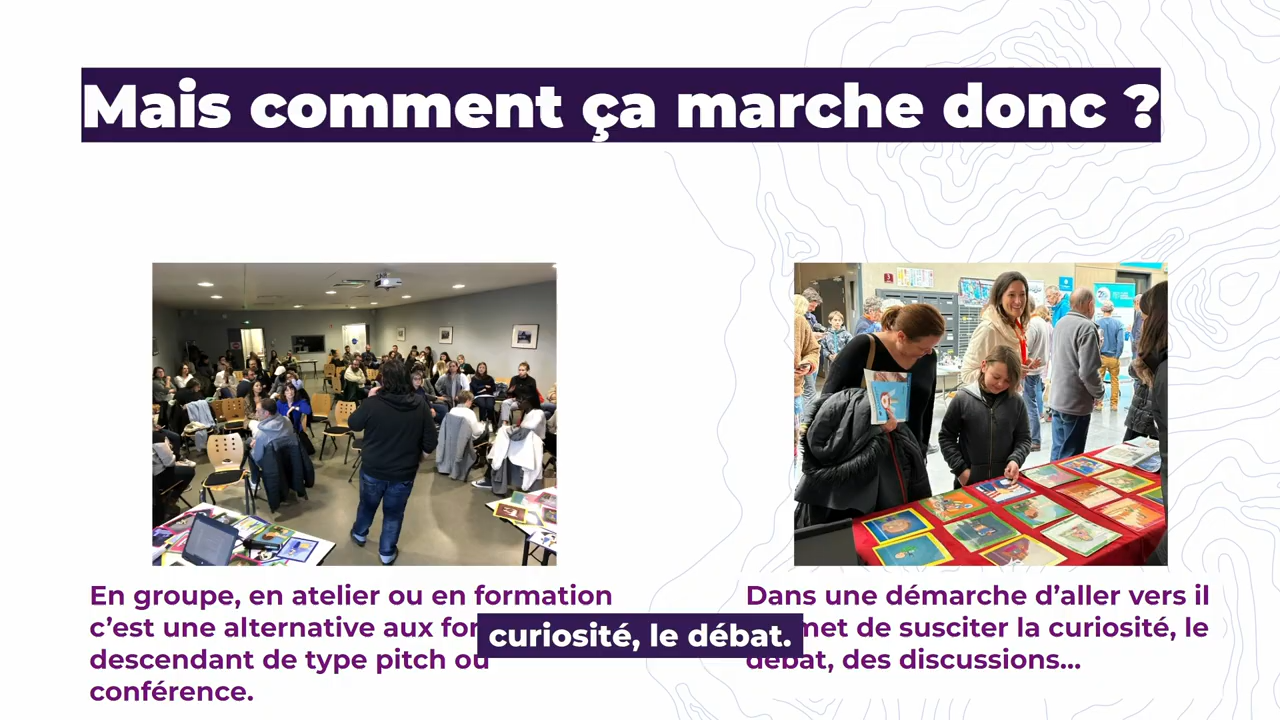 Mais comment ça marche donc ?
En groupe, en atelier ou en formation
c’est une alternative aux
descendant de type pitch ou
conférence.
Dans une démarche d’aller vers il
de susciter la curiosité, le
débat, des discussions...
curiosité, le débat.